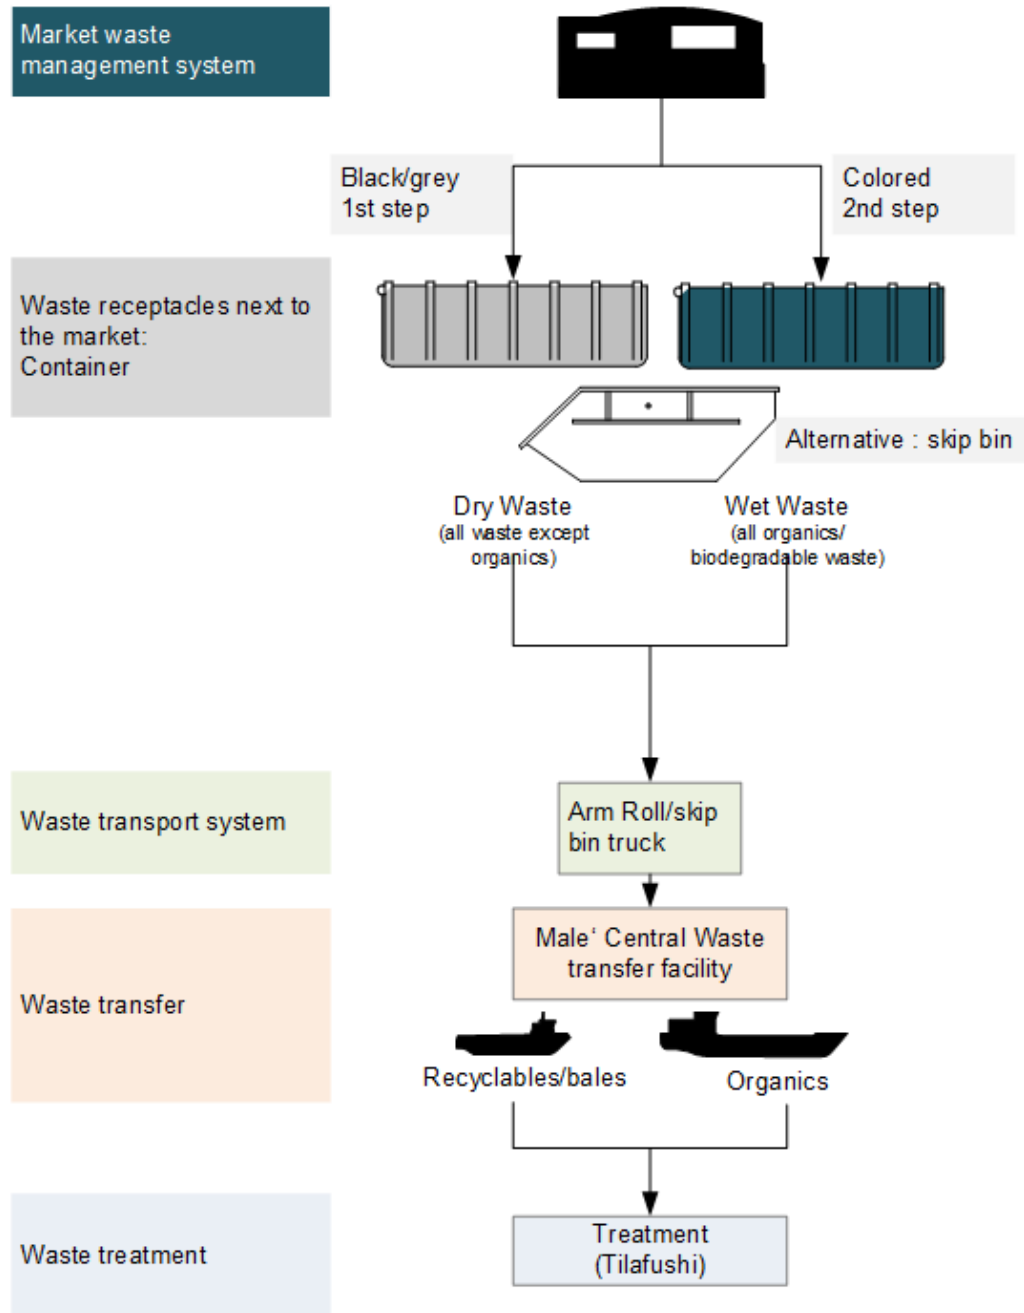 Market waste
management system
Black/grey
1st step
Colored
2nd step
Waste receptacles next to
the market:
Container
Alternative : skip bin
Dry Waste
(all waste except
organics)
Wet Waste
(all organics/
biodegradable waste)
Waste transport system
Arm Roll/skip
bin truck
Waste transfer
Male‘ Central Waste
transfer facility
Recyclables/bales
Organics
Waste treatment
Treatment
(Tilafushi)